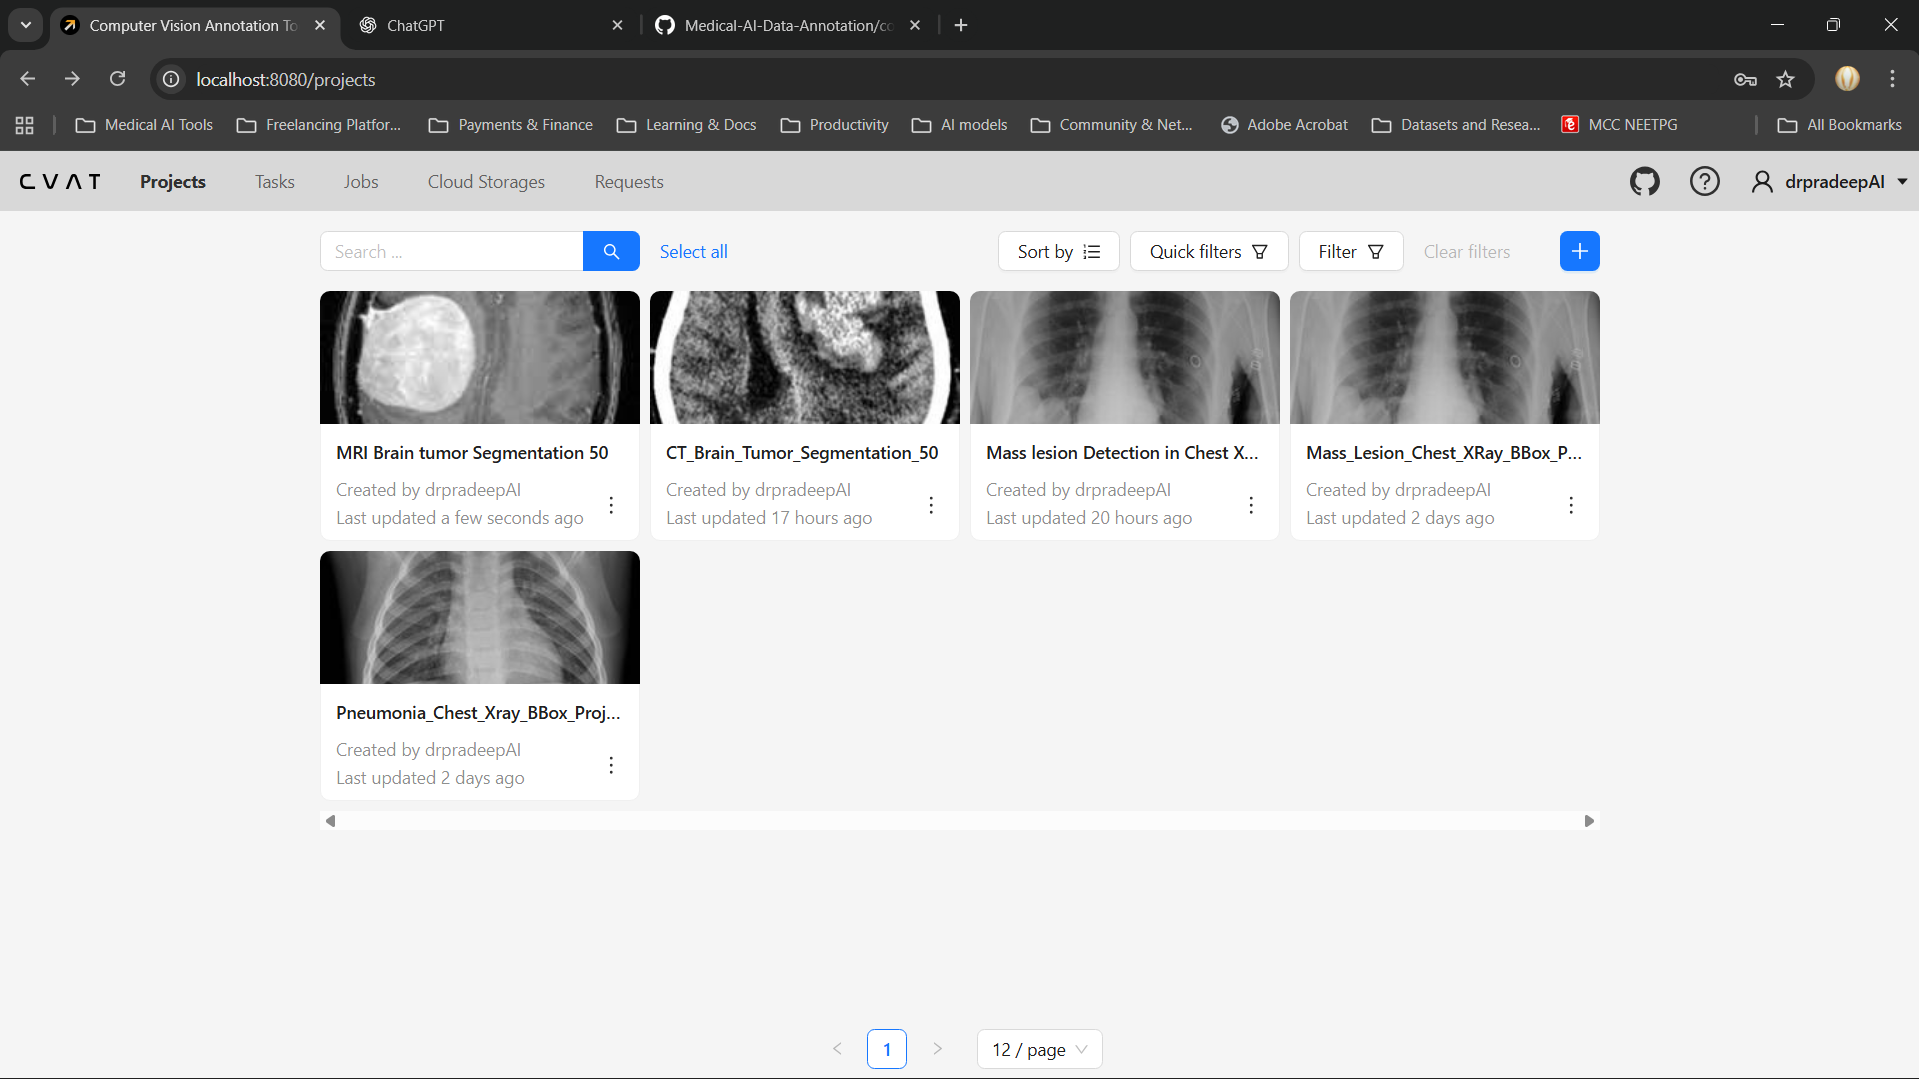 Computer Vision Annotation To
ChatGPT
Medical-AI-Data-Annotation/co
localhost:8080/projects
Medical AI Tools
Freelancing Platfor...
Payments & Finance
Learning & Docs
Productivity
AI models
Community & Net...
Adobe Acrobat
Datasets and Resea...
MCC NEETPG
All Bookmarks
CVAT
Projects
Tasks
Jobs
Cloud Storages
Requests
drpradeepAI
Search ...
Select all
Sort by
Quick filters
Filter
Clear filters
MRI Brain tumor Segmentation 50
Created by drpradeepAI
Last updated a few seconds ago
CT_Brain_Tumor_Segmentation_50
Created by drpradeepAI
Last updated 17 hours ago
Mass lesion Detection in Chest X...
Created by drpradeepAI
Last updated 20 hours ago
Mass_Lesion_Chest_XRay_BBox_P...
Created by drpradeepAI
Last updated 2 days ago
Pneumonia_Chest_Xray_BBox_Proj...
Created by drpradeepAI
Last updated 2 days ago
1
12 / page